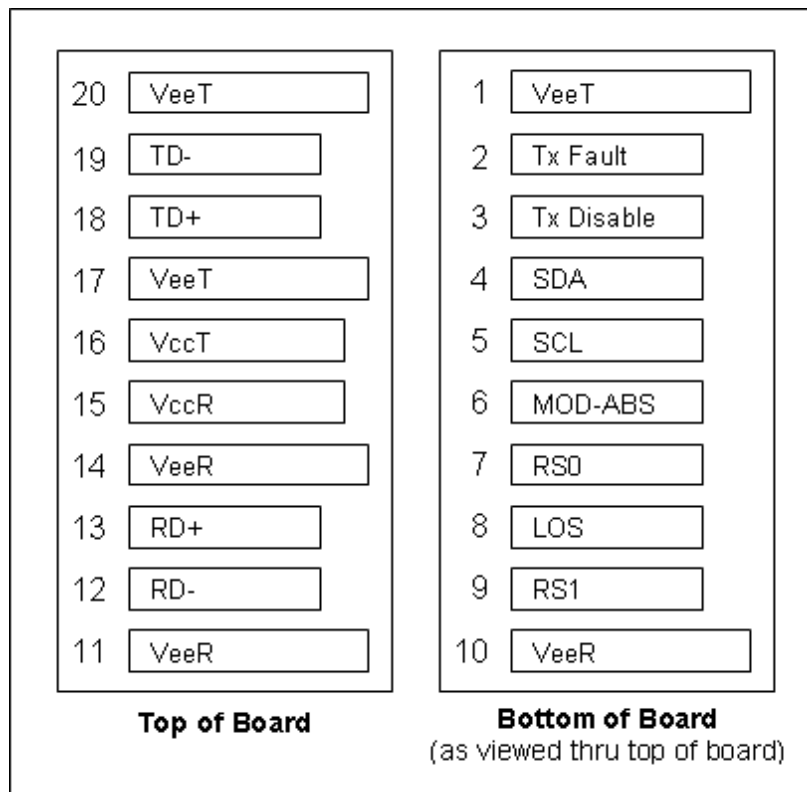 20 VeeT
19 TD-
18 TD+
17 VeeT
16 VccT
15 VccR
14 VeeR
13 RD+
12 RD-
11 VeeR
Top of Board
1 VeeT
2 Tx Fault
3 Tx Disable
4 SDA
5 SCL
6 MOD-ABS
7 RS0
8 LOS
9 RS1
10 VeeR
Bottom of Board
(as viewed thru top of board)